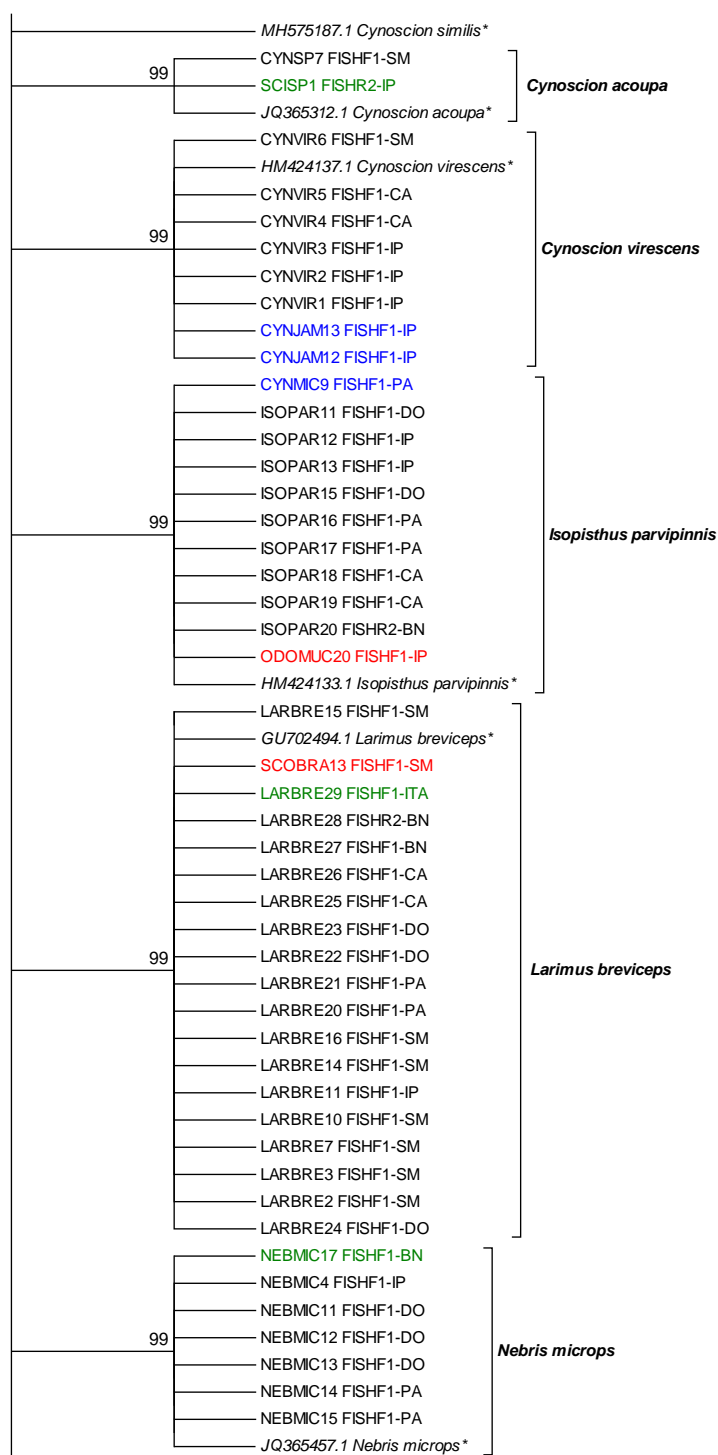 MH575187.1 Cynoscion similis*
CYNSP7 FISHF1-SM
99
SCISP1 FISHR2-IP
Cynoscion acoupa
JQ365312.1 Cynoscion acoupa*
CYNVIR6 FISHF1-SM
HM424137.1 Cynoscion virescens*
CYNVIR5 FISHF1-CA
CYNVIR4 FISHF1-CA
99
CYNVIR3 FISHF1-IP
Cynoscion virescens
CYNVIR2 FISHF1-IP
CYNVIR1 FISHF1-IP
CYNJAM13 FISHF1-IP
CYNJAM12 FISHF1-IP
CYNMIC9 FISHF1-PA
ISOPAR11 FISHF1-DO
ISOPAR12 FISHF1-IP
ISOPAR13 FISHF1-IP
ISOPAR15 FISHF1-DO
99
ISOPAR16 FISHF1-PA
Isopisthus parvipinnis
ISOPAR17 FISHF1-PA
ISOPAR18 FISHF1-CA
ISOPAR19 FISHF1-CA
ISOPAR20 FISHR2-BN
ODOMUC20 FISHF1-IP
HM424133.1 Isopisthus parvipinnis*
LARBRE15 FISHF1-SM
GU702494.1 Larimus breviceps*
SCOBRA13 FISHF1-SM
LARBRE29 FISHF1-ITA
LARBRE28 FISHR2-BN
LARBRE27 FISHF1-BN
LARBRE26 FISHF1-CA
LARBRE25 FISHF1-CA
LARBRE23 FISHF1-DO
99
LARBRE22 FISHF1-DO
Larimus breviceps
LARBRE21 FISHF1-PA
LARBRE20 FISHF1-PA
LARBRE16 FISHF1-SM
LARBRE14 FISHF1-SM
LARBRE11 FISHF1-IP
LARBRE10 FISHF1-SM
LARBRE7 FISHF1-SM
LARBRE3 FISHF1-SM
LARBRE2 FISHF1-SM
LARBRE24 FISHF1-DO
NEBMIC17 FISHF1-BN
NEBMIC4 FISHF1-IP
NEBMIC11 FISHF1-DO
99
NEBMIC12 FISHF1-DO
Nebris microps
NEBMIC13 FISHF1-DO
NEBMIC14 FISHF1-PA
NEBMIC15 FISHF1-PA
JQ365457.1 Nebris microps*